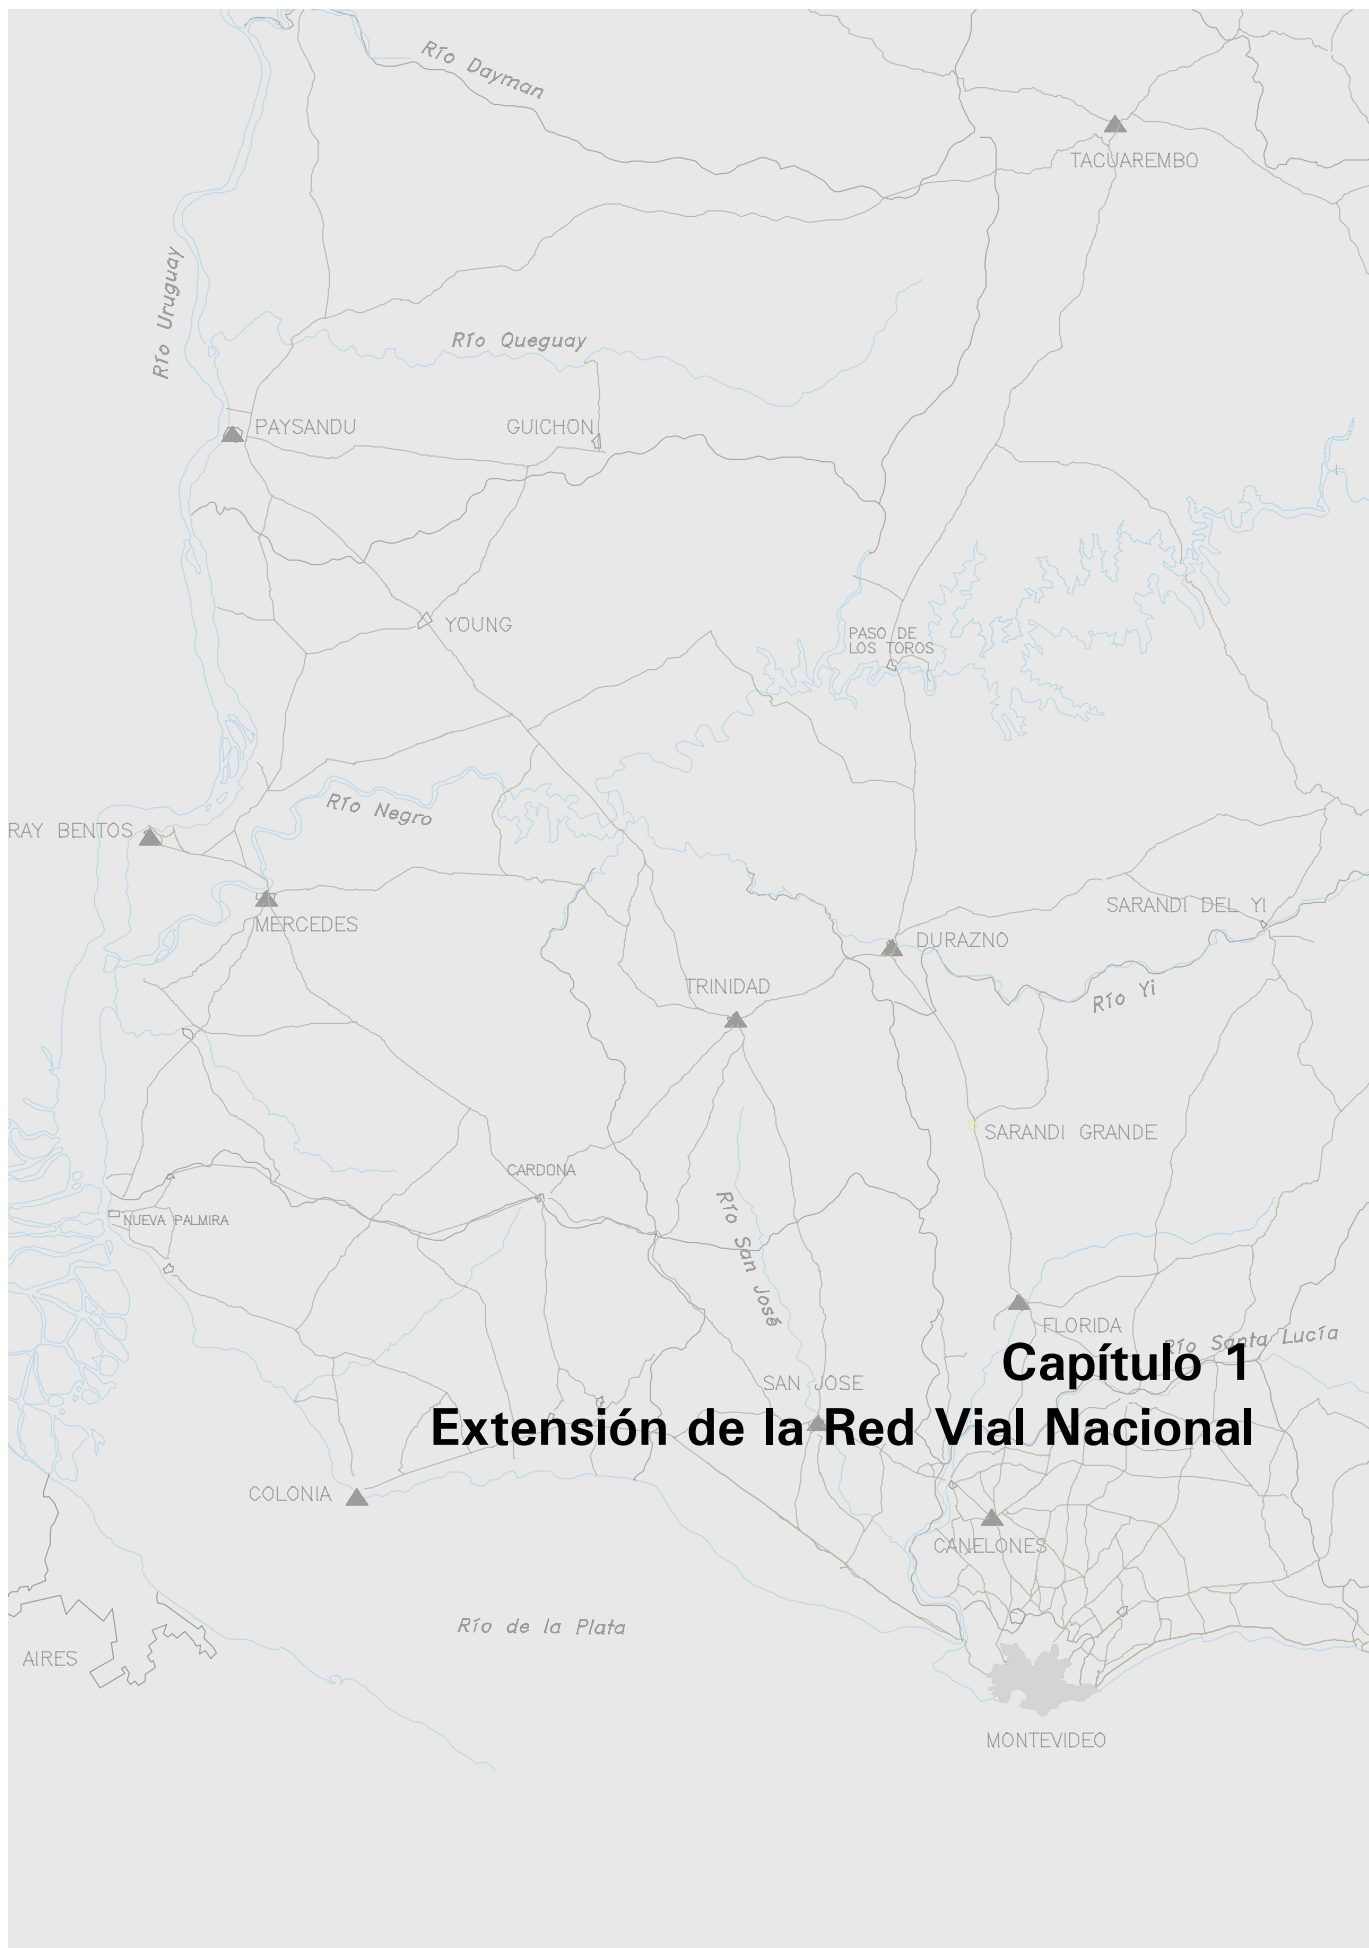 Río Dayman
TACUAREMBO
Río Uruguay
Río Queguay
PAYSANDU
GUICHON
YOUNG
PASO DE
LOS TOROS
Río Negro
RAY BENTOS
MERCEDES
SARANDI DEL YI
DURAZNO
TRINIDAD
Río Yi
SARANDI GRANDE
CARDONA
NUEVA PALMIRA
Río San José
FLORIDA
Río Santa Lucía
Capítulo 1
SAN JOSE
Extensión de la Red Vial Nacional
COLONIA
CANELONES
Río de la Plata
AIRES
MONTEVIDEO